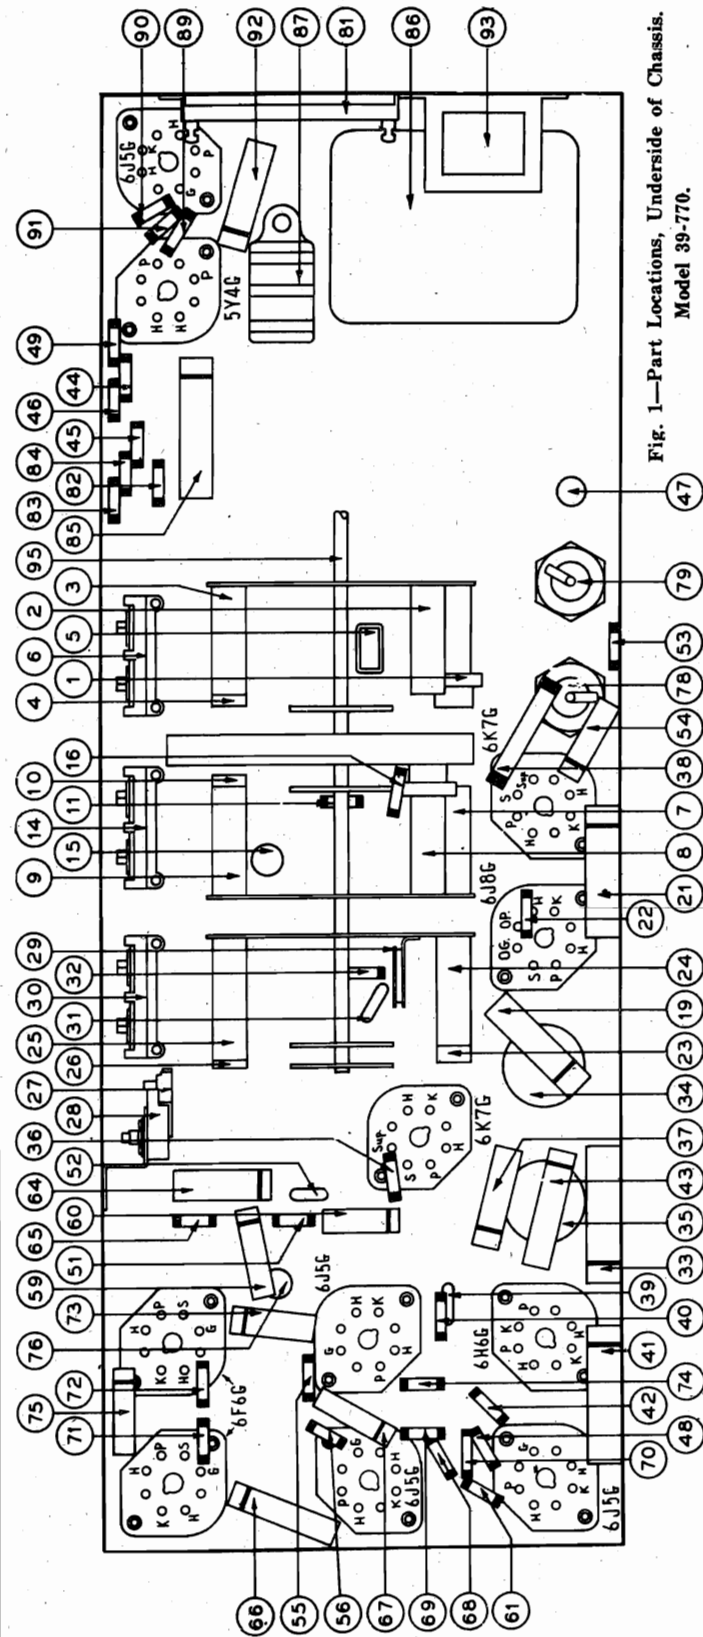 71 75 72 76 73 59 51 65 60 64 52 36 28 27 26 25 31 30 32 29 9 15 14 11 10 16 4 1 6 5 2 3 95 85 82 83 84 45 44 46 49 91
90
89
92
87
81
86
93
66
55
56
67
69
68
61
70 48 42 74 41 40 39 33 35 43 37 34 23 19 24 22 21 8 7 38 54 78 53 79 47
K H P S G H
6F6G
K H P S G H
5Y4G
H H P P
6J5G
H K H G P
6J5G
G H K P H
6J5G
P G H K H
6K7G
Sup. S H K P H
6J5G
G H K H
6H6G
P K P H K H
6J8G
OG. OP. S H K P H
6K7G
S Sup. P H K H
Fig. 1—Part Locations, Underside of Chassis.
Model 39-770.